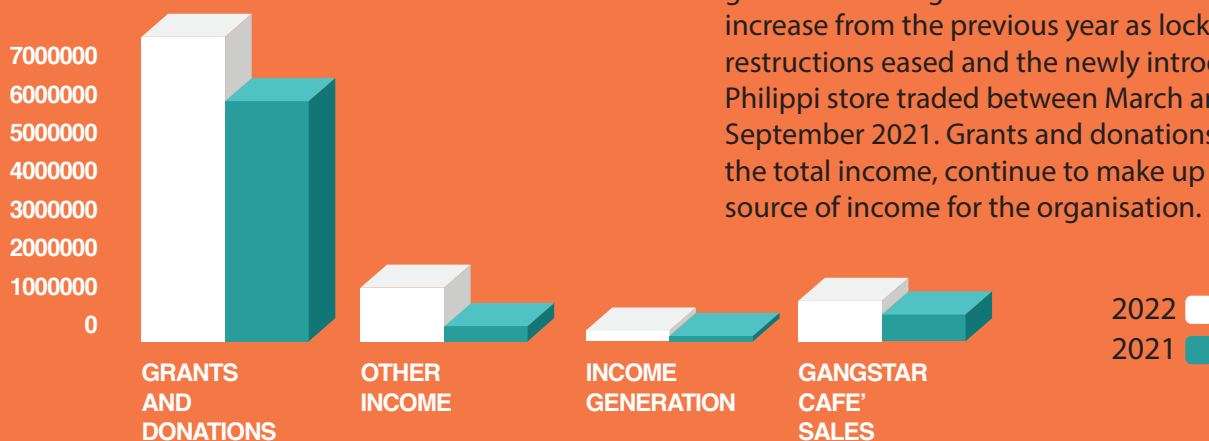 increase from the previous year as lock
restructions eased and the newly introd
Philippi store traded between March a
September 2021. Grants and donations
the total income, continue to make up
source of income for the organisation.
7000000
6000000
5000000
4000000
3000000
2000000
1000000
0
GRANTS
AND
DONATIONS
OTHER
INCOME
INCOME
GENERATION
GANGSTAR
CAFE’
SALES
2022
2021